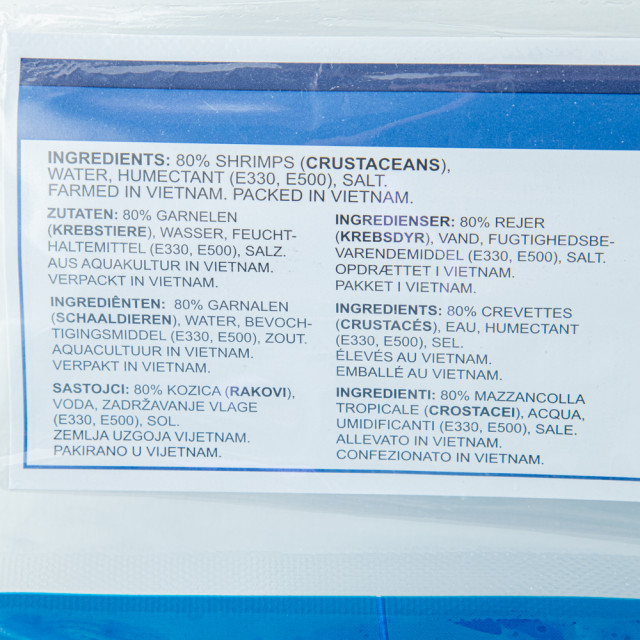 INGREDIENTS: 80% SHRIMPS (CRUSTACEANS),
WATER, HUMECTANT (E330, E500), SALT.
FARMED IN VIETNAM. PACKED IN VIETNAM.
ZUTATEN: 80% GARNELEN
(KREBSTIERE), WASSER, FEUCHT-
HALTEMITTEL (E330, E500), SALZ.
AUS AQUAKULTUR IN VIETNAM.
VERPACKT IN VIETNAM.
INGREDIËNTEN: 80% GARNALEN
(SCHAALDIEREN), WATER, BEVOCH-
TIGINGSMIDDEL (E330, E500), ZOUT.
AQUACULTUUR IN VIETNAM.
VERPAKT IN VIETNAM.
SASTOJCI: 80% KOZICA (RAKOVI),
VODA, ZADRŽAVANJE VLAGE
(E330, E500), SOL.
ZEMLJA UZGOJA VIJETNAM.
PAKIRANO U VIJETNAM.
INGREDIENSER: 80% REJER
(KREBSDYR), VAND, FUGTIGHEDSBE-
VARENDEMIDDEL (E330, E500), SALT.
OPDRÆTTET I VIETNAM.
PAKKET I VIETNAM.
INGREDIENTS: 80% CREVETTES
(CRUSTACÉS), EAU, HUMECTANT
(E330, E500), SEL.
ÉLEVÉS AU VIETNAM.
EMBALLÉ AU VIETNAM.
INGREDIENTI: 80% MAZZANCOLLA
TROPICALE (CROSTACEI), ACQUA,
UMIDIFICANTI (E330, E500), SALE.
ALLEVATO IN VIETNAM.
CONFEZIONATO IN VIETNAM.